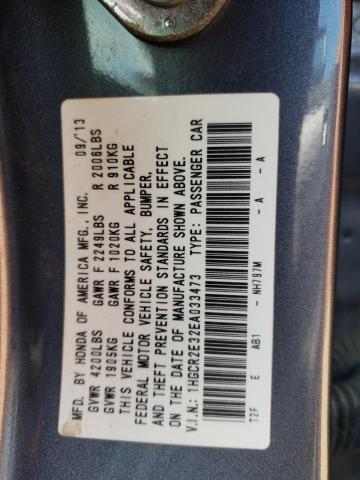 MFD. BY HONDA OF AMERICA MFG., INC. 09/'13
GVWR 4200LBS GAWR F 2249LBS R 2006LBS
GVWR 1905KG GAWR F 1020KG R 910KG
THIS VEHICLE CONFORMS TO ALL APPLICABLE
FEDERAL MOTOR VEHICLE SAFETY, BUMPER,
AND THEFT PREVENTION STANDARDS IN EFFECT
ON THE DATE OF MANUFACTURE SHOWN ABOVE.
V.I.N.: 1HGCR2E32EA033473 TYPE: PASSENGER CAR
T2F E AB1 - NH797M - A - A